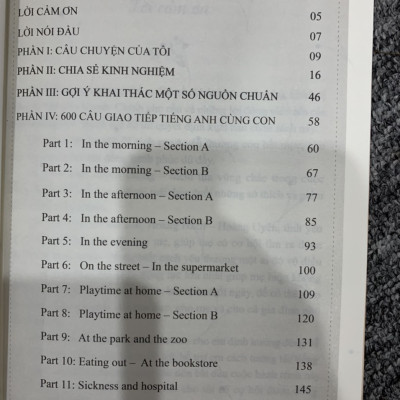 LỜI CẢM ƠN 05
LỜI NÓI ĐẦU 07
PHẦN I: CÂU CHUYỆN CỦA TÔI 09
PHẦN II: CHIA SẺ KINH NGHIỆM 16
PHẦN III: GỢI Ý KHAI THÁC MỘT SỐ NGUỒN CHUẨN 46
PHẦN IV: 600 CÂU GIAO TIẾP TIẾNG ANH CÙNG CON 58
Part 1: In the morning – Section A 60
Part 2: In the morning – Section B 67
Part 3: In the afternoon – Section A 77
Part 4: In the afternoon – Section B 85
Part 5: In the evening 93
Part 6: On the street – In the supermarket 100
Part 7: Playtime at home – Section A 109
Part 8: Playtime at home – Section B 120
Part 9: At the park and the zoo 131
Part 10: Eating out – At the bookstore 138
Part 11: Sickness and hospital 145